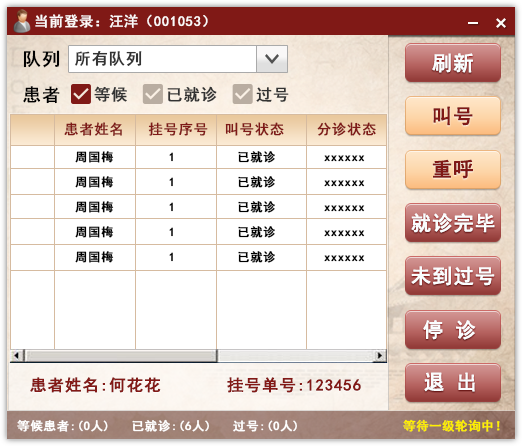 当前登录：汪洋（001053）
队列 所有队列
患者 等候 已就诊 过号
患者姓名 挂号序号 叫号状态 分诊状态
周国梅 1 已就诊 xxxxxx
周国梅 1 已就诊 xxxxxx
周国梅 1 已就诊 xxxxxx
周国梅 1 已就诊 xxxxxx
周国梅 1 已就诊 xxxxxx
患者姓名:何花花 挂号单号:123456
刷新
叫号
重呼
就诊完毕
未到过号
停 诊
退 出
等候患者:(0人) 已就诊:(6人) 过号:(0人) 等待一级轮询中！